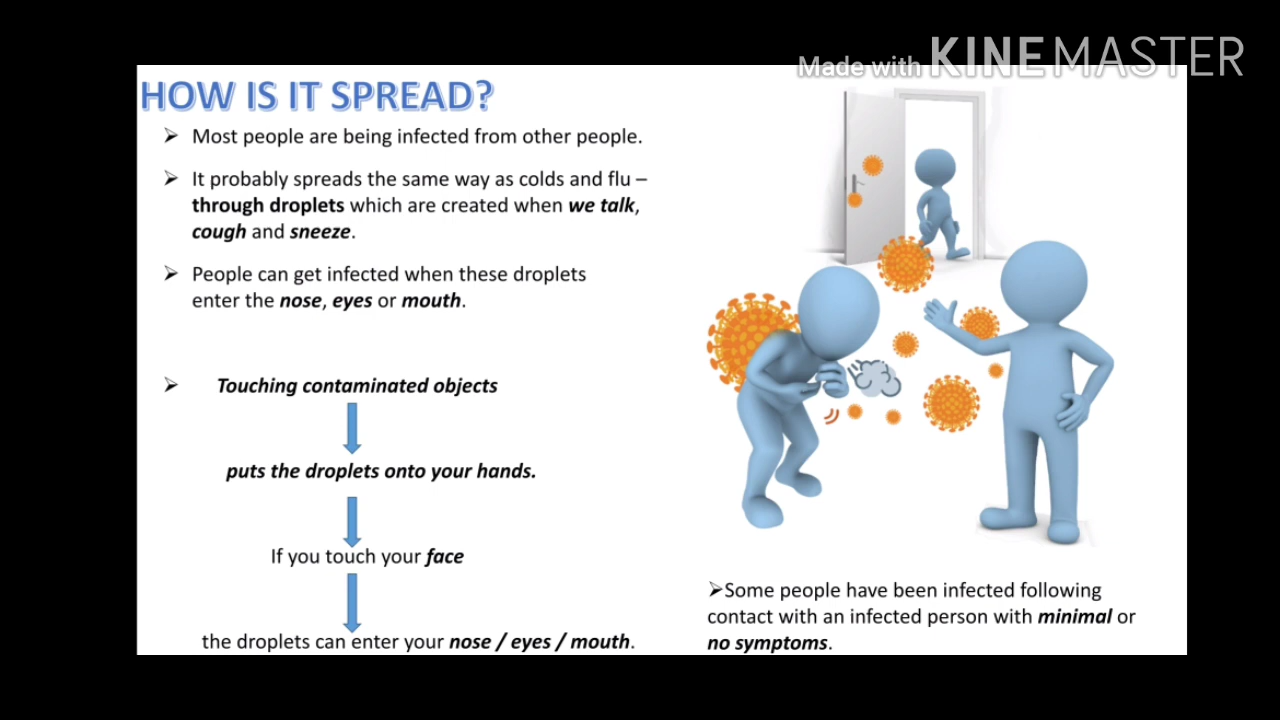 Made with KINEMASTER
HOW IS IT SPREAD?
➢ Most people are being infected from other people.
➢ It probably spreads the same way as colds and flu –
through droplets which are created when we talk,
cough and sneeze.
➢ People can get infected when these droplets
enter the nose, eyes or mouth.
➢ Touching contaminated objects
puts the droplets onto your hands.
If you touch your face
the droplets can enter your nose / eyes / mouth.
➢Some people have been infected following
contact with an infected person with minimal or
no symptoms.